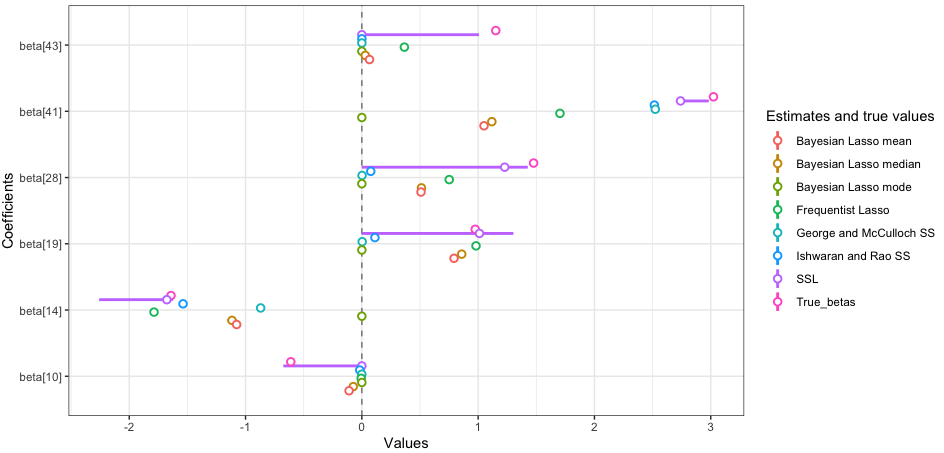 beta[43]
beta[41]
beta[28]
beta[19]
beta[14]
beta[10]
Coefficients
-2
-1
0
1
2
3
Values
Estimates and true values
Bayesian Lasso mean
Bayesian Lasso median
Bayesian Lasso mode
Frequentist Lasso
George and McCulloch SS
Ishwaran and Rao SS
SSL
True_betas